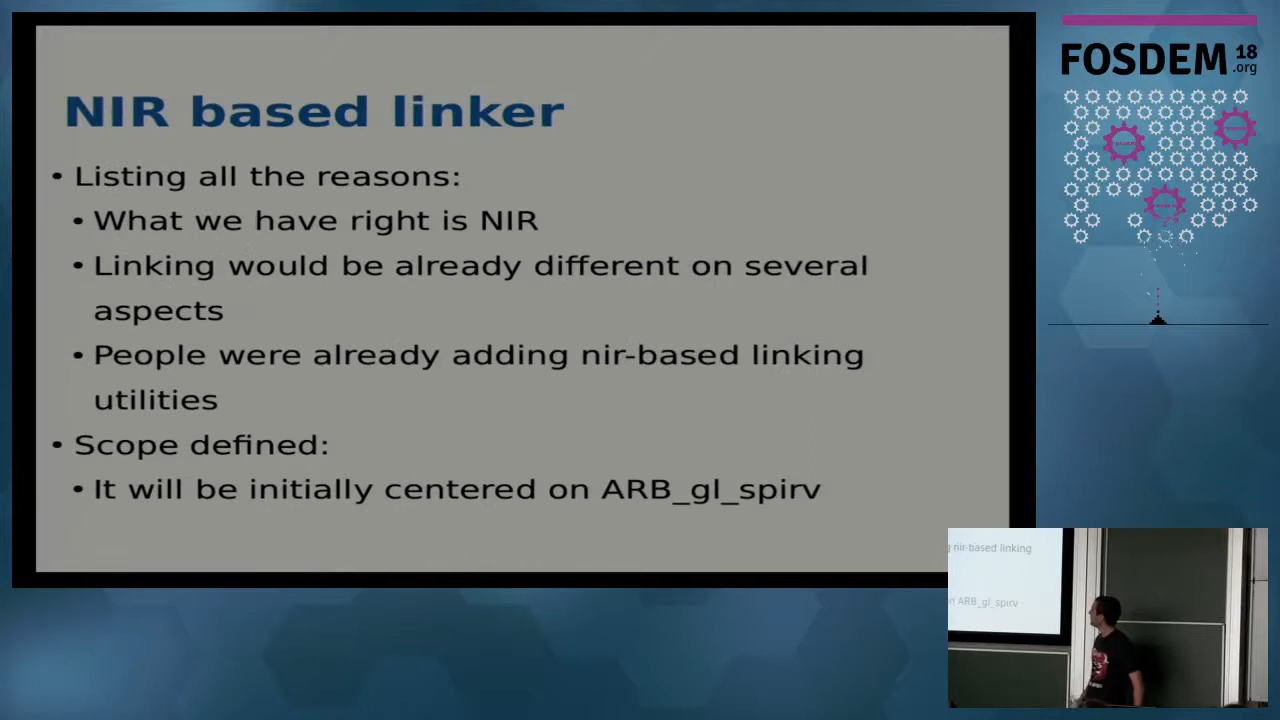 NIR based linker
• Listing all the reasons:
• What we have right is NIR
• Linking would be already different on several
aspects
• People were already adding nir-based linking
utilities
• Scope defined:
• It will be initially centered on ARB_gl_spirv
FOSDEM 18
.org
nir-based linking
ARB_gl_spirv